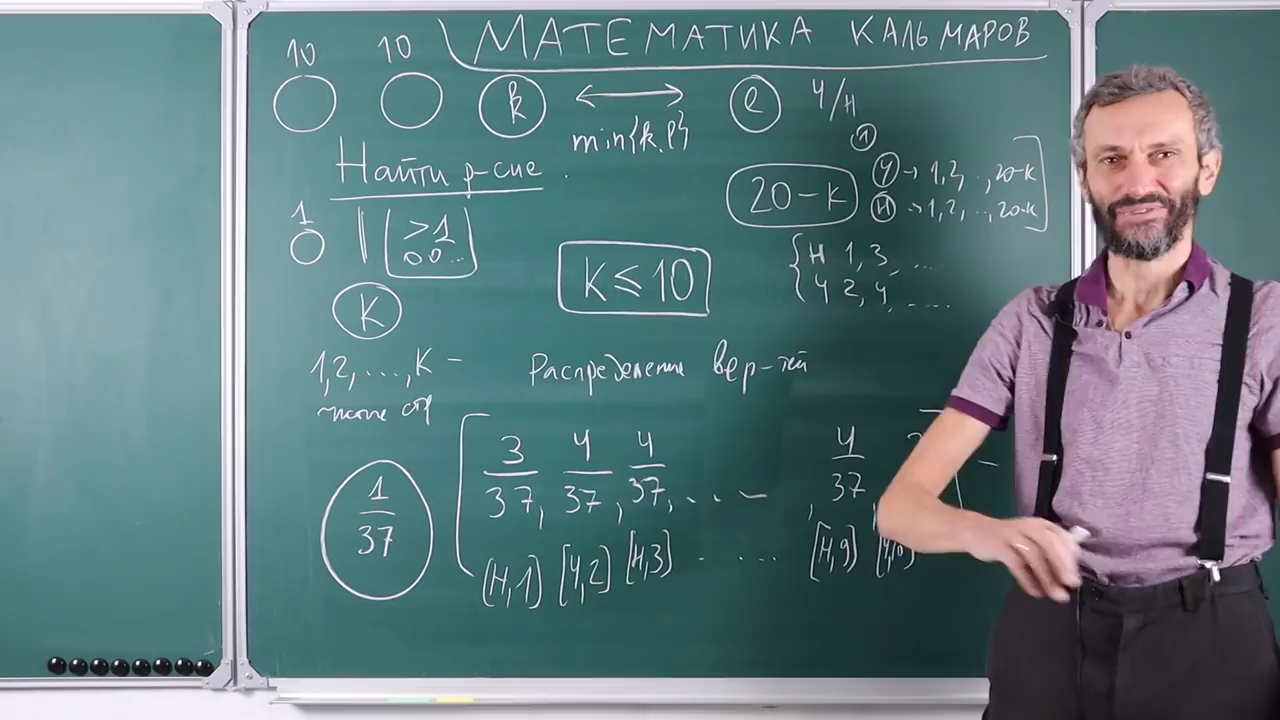 МАТЕМАТИКА КАЛЬМАРОВ
10 10 k ⟷ l Ч/Н
min{k,l}
Найти р-сие.
1
20-k
Ч → 1,2,..,20-k
Н → 1,2,..,20-k
1 || >1
00..
k ≤ 10
Н 1,3, ....
Ч 2,4, .....
k
1,2,...,k –
Распределение вер-тей
1/37
3/37, 4/37, 4/37, ... , 4/37,
(Н,1) [Ч,2] [Н,3] ..... [Н,9]